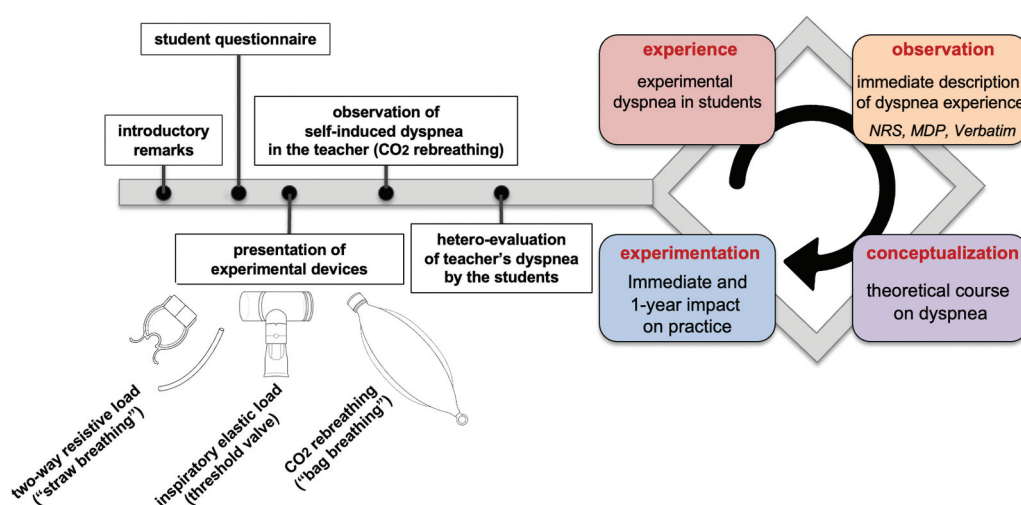 student questionnaire
introductory
remarks
observation of
self-induced dyspnea
in the teacher (CO2 rebreathing)
presentation of
experimental devices
hetero-evaluation
of teacher's dyspnea
by the students
two-way resistive load
("straw breathing")
inspiratory elastic load
(threshold valve)
CO2 rebreathing
("bag breathing")
experience
experimental
dyspnea in students
observation
immediate description
of dyspnea experience
NRS, MDP, Verbatim
experimentation
Immediate and
1-year impact
on practice
conceptualization
theoretical course
on dyspnea